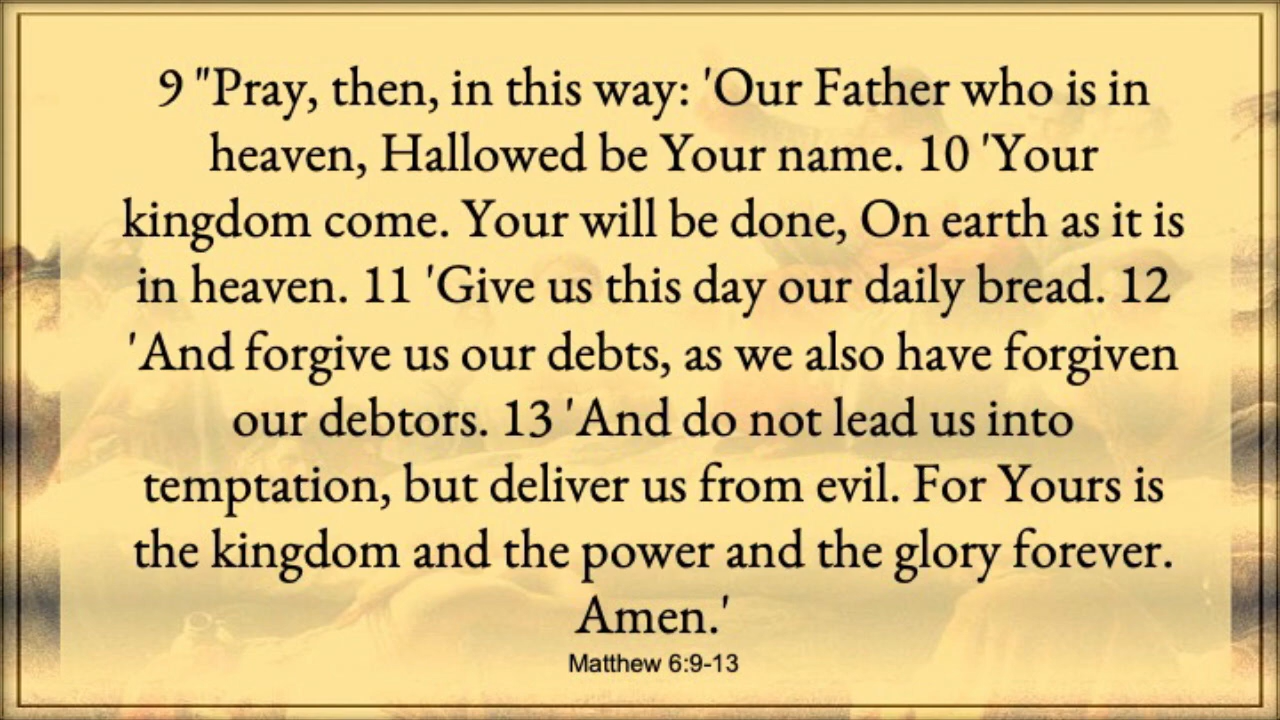 9 "Pray, then, in this way: 'Our Father who is in
heaven, Hallowed be Your name. 10 'Your
kingdom come. Your will be done, On earth as it is
in heaven. 11 'Give us this day our daily bread. 12
'And forgive us our debts, as we also have forgiven
our debtors. 13 'And do not lead us into
temptation, but deliver us from evil. For Yours is
the kingdom and the power and the glory forever.
Amen.'
Matthew 6:9-13